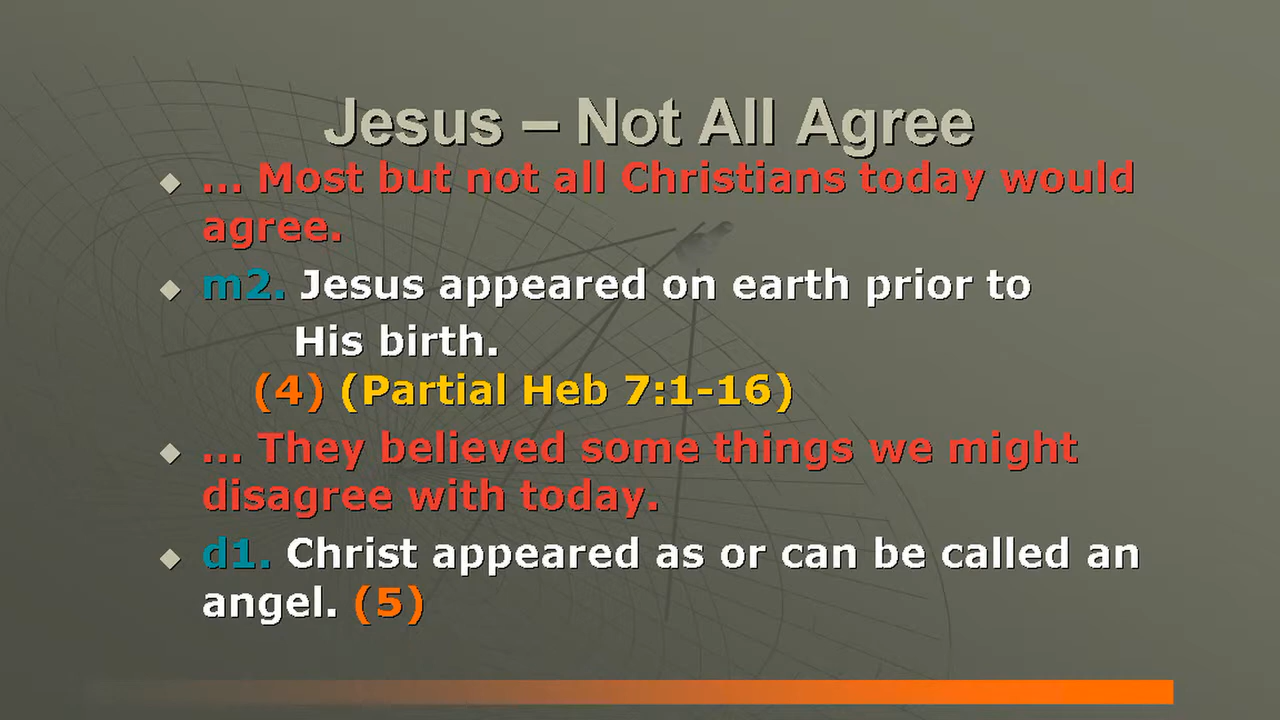 Jesus – Not All Agree
... Most but not all Christians today would
agree.
m2. Jesus appeared on earth prior to
His birth.
(4) (Partial Heb 7:1-16)
... They believed some things we might
disagree with today.
d1. Christ appeared as or can be called an
angel. (5)